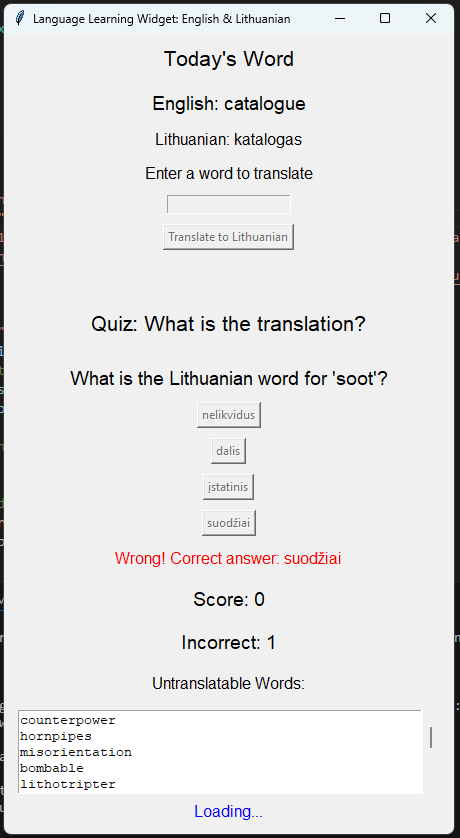 Language Learning Widget: English & Lithuanian
Today's Word
English: catalogue
Lithuanian: katalogas
Enter a word to translate
Translate to Lithuanian
Quiz: What is the translation?
What is the Lithuanian word for 'soot'?
nelikvidus
dalis
įstatinis
suodžiai
Wrong! Correct answer: suodžiai
Score: 0
Incorrect: 1
Untranslatable Words:
counterpower
hornpipes
misorientation
bombable
lithotripter
Loading...